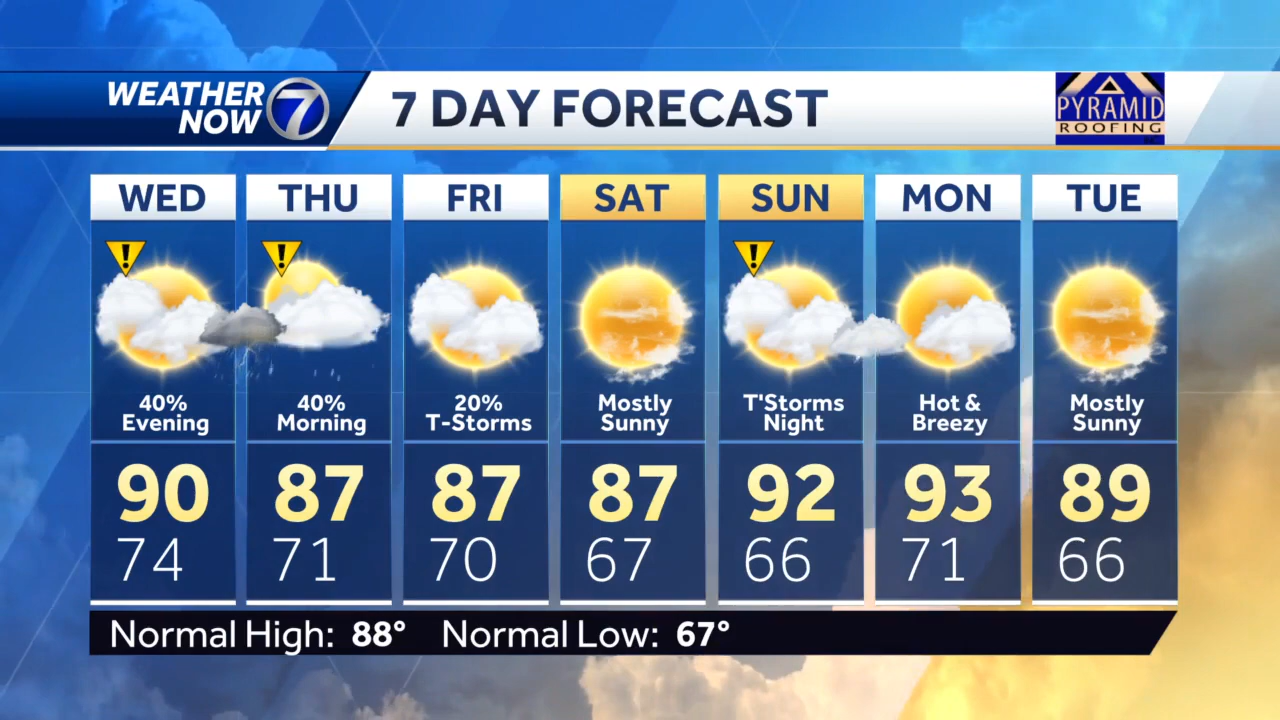 WEATHER
NOW
7
7 DAY FORECAST
PYRAMID
ROOFING
WED THU FRI SAT SUN MON TUE
! ! !
40%
Evening
40%
Morning
20%
T-Storms
Mostly
Sunny
T'Storms
Night
Hot &
Breezy
Mostly
Sunny
90 87 87 87 92 93 89
74 71 70 67 66 71 66
Normal High: 88° Normal Low: 67°